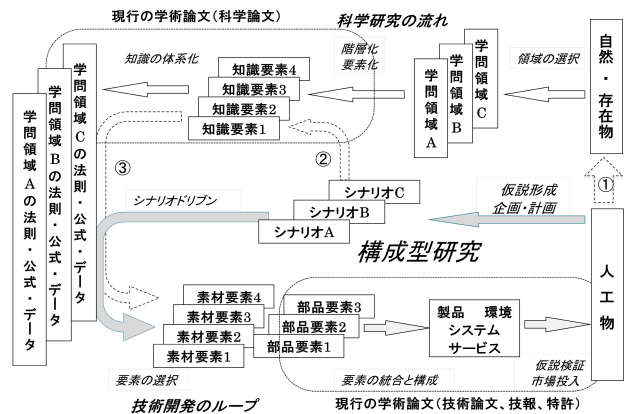 現行の学術論文(科学論文)
科学研究の流れ
知識の体系化
階層化
要素化
領域の選択
自然・存在物
学問領域C
学問領域B
学問領域A
知識要素4
知識要素3
知識要素2
知識要素1
学問領域Cの法則・公式・データ
学問領域Bの法則・公式・データ
学問領域Aの法則・公式・データ
③
②
①
シナリオドリブン
シナリオC
シナリオB
シナリオA
仮説形成
企画・計画
構成型研究
人工物
素材要素4
素材要素3
素材要素2
素材要素1
部品要素3
部品要素2
部品要素1
製品 環境
システム
サービス
要素の選択
要素の統合と構成
仮説検証
市場投入
技術開発のループ
現行の学術論文(技術論文、技報、特許)